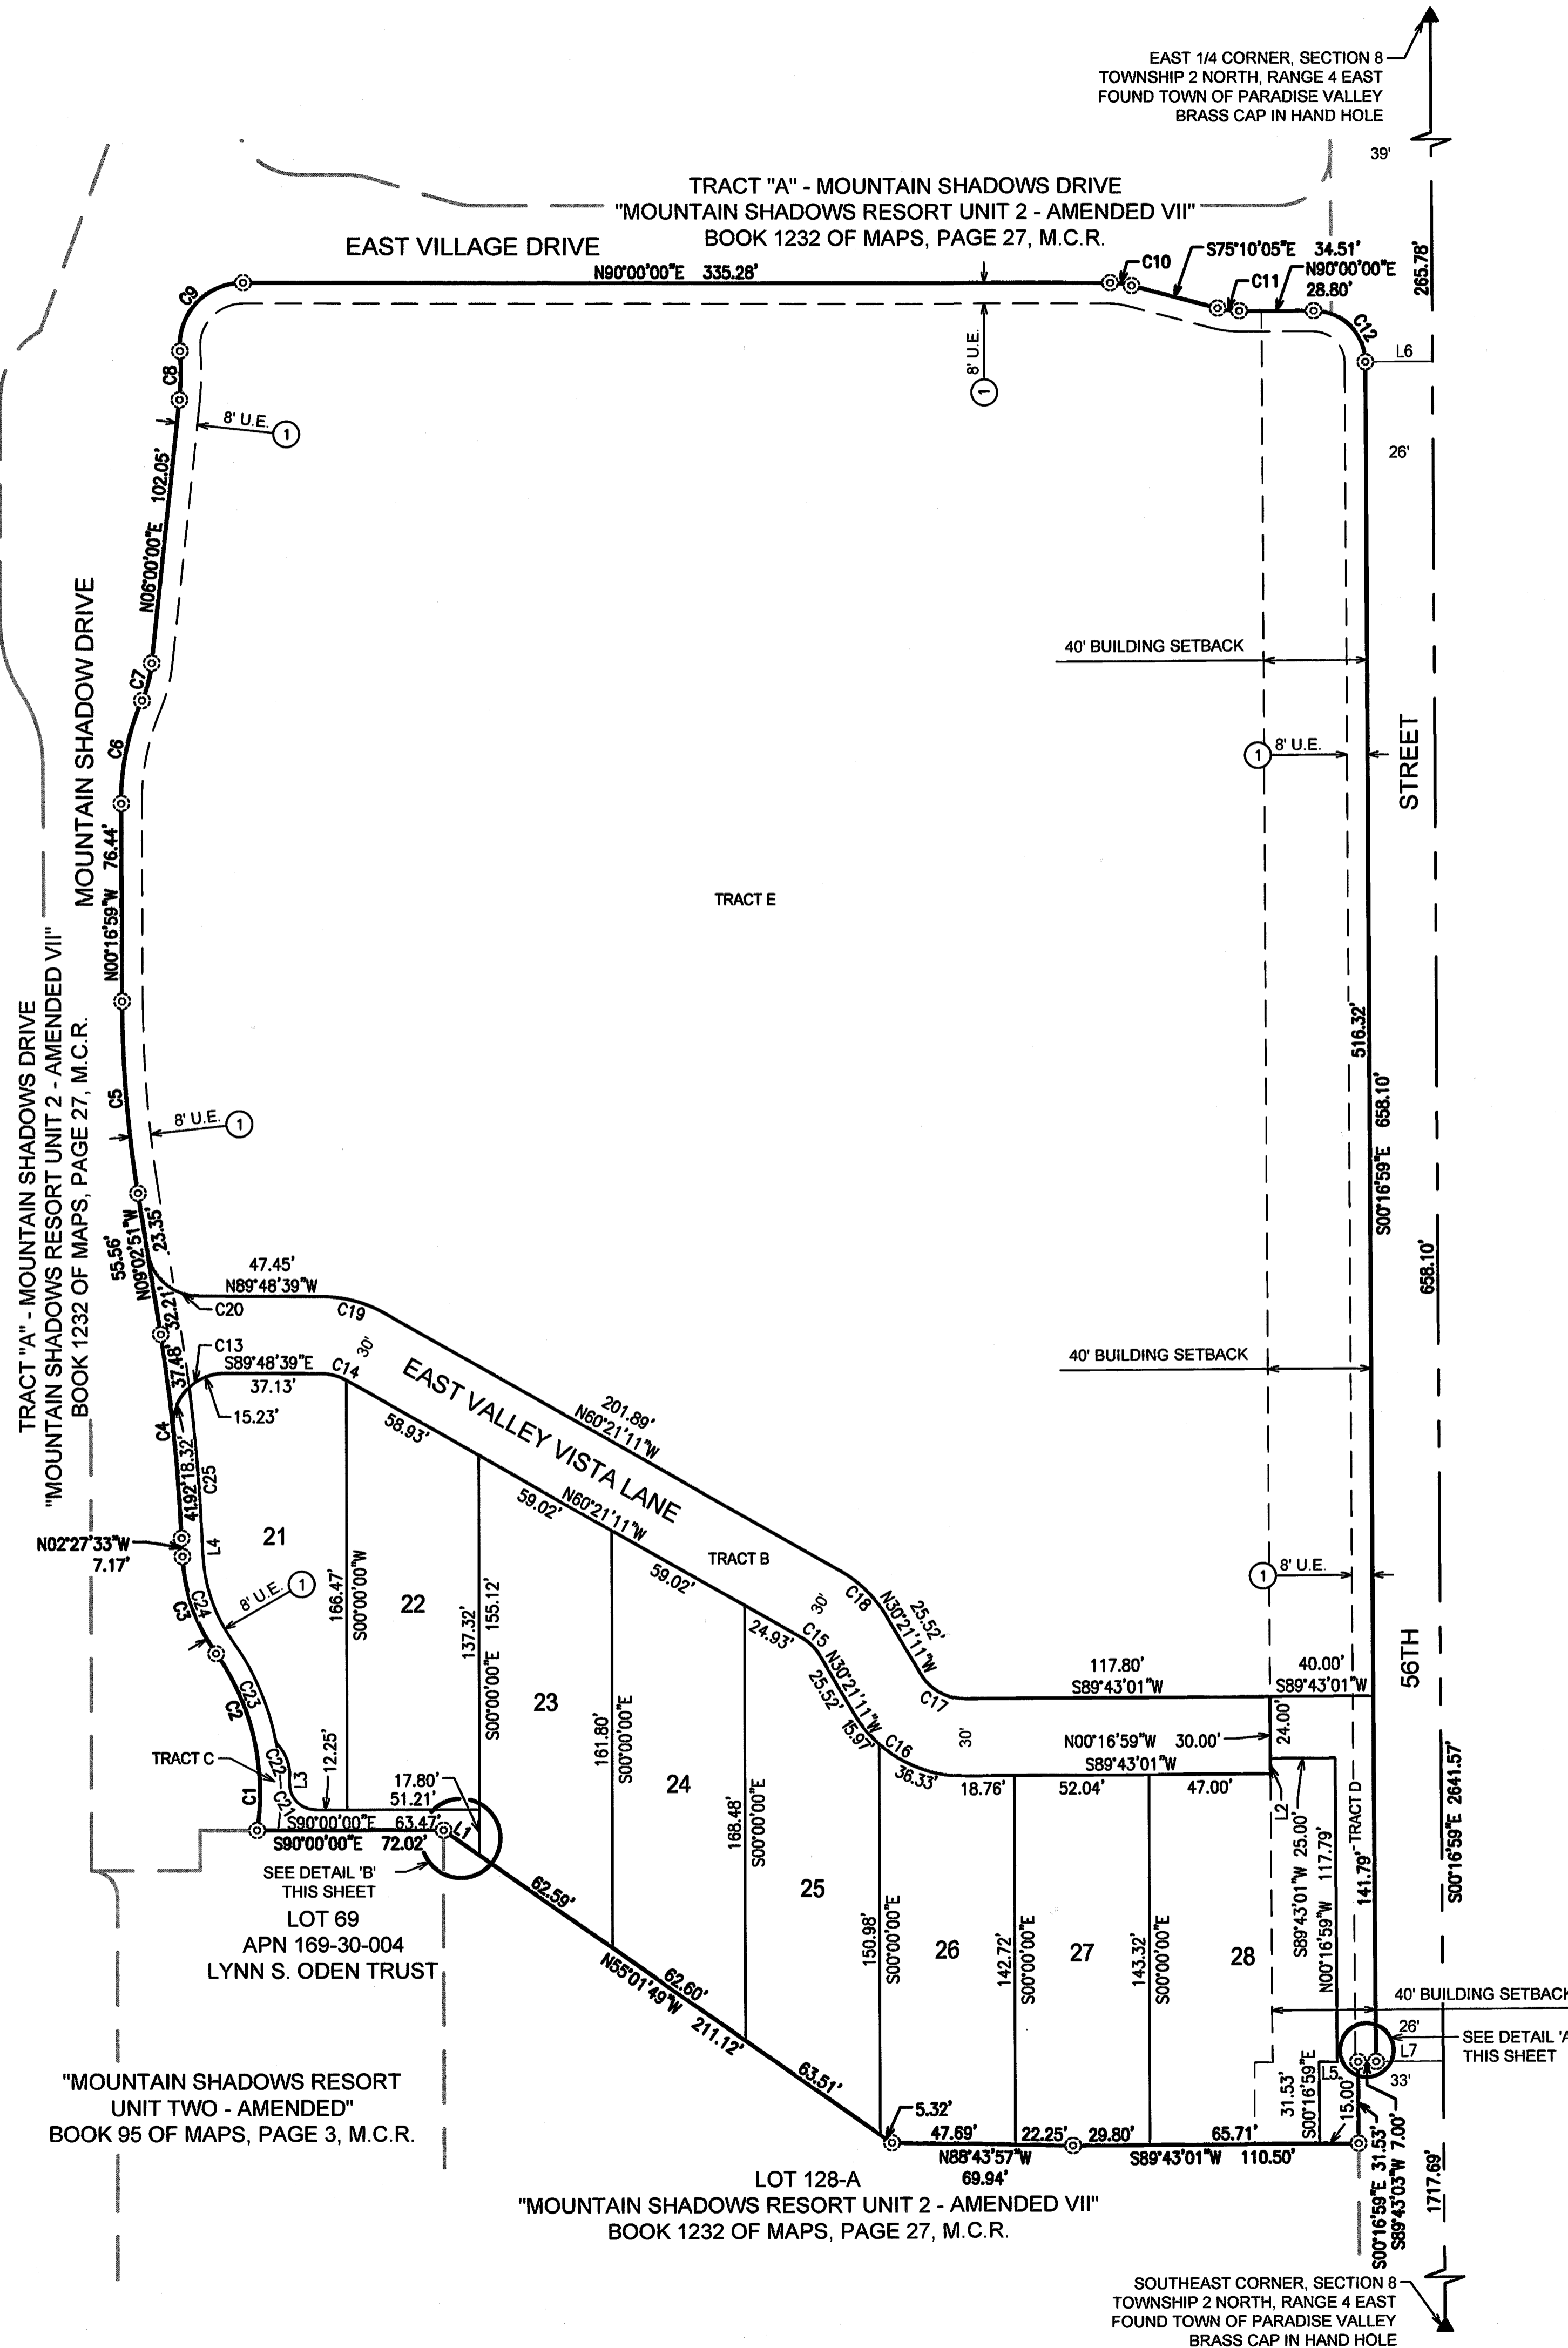 EAST 1/4 CORNER, SECTION 8
TOWNSHIP 2 NORTH, RANGE 4 EAST
FOUND TOWN OF PARADISE VALLEY
BRASS CAP IN HAND HOLE
39'
TRACT "A" - MOUNTAIN SHADOWS DRIVE
"MOUNTAIN SHADOWS RESORT UNIT 2 - AMENDED VII"
BOOK 1232 OF MAPS, PAGE 27, M.C.R.
EAST VILLAGE DRIVE
N90°00'00"E 335.28'
C10
S75°10'05"E 34.51'
C11
N90°00'00"E
28.80'
265.78'
C12
L6
C9
C8
8' U.E.
1
8' U.E.
1
26'
N06°00'00"E 102.05'
C7
C6
MOUNTAIN SHADOW DRIVE
40' BUILDING SETBACK
1
8' U.E.
STREET
N00°16'59"W 76.44'
TRACT E
TRACT "A" - MOUNTAIN SHADOWS DRIVE
"MOUNTAIN SHADOWS RESORT UNIT 2 - AMENDED VII"
BOOK 1232 OF MAPS, PAGE 27, M.C.R.
516.32'
S00°16'59"E 658.10'
658.10'
C5
8' U.E.
1
55.56'
N09°02'51"W
23.35'
32.21'
47.45'
N89°48'39"W
C20
C19
C13
30'
S89°48'39"E
37.13'
C14
15.23'
37.48'
C4
41.92'
18.32'
C25
40' BUILDING SETBACK
EAST VALLEY VISTA LANE
201.89'
N60°21'11"W
58.93'
59.02'
N60°21'11"W
59.02'
TRACT B
24.93'
N02°27'33"W
7.17'
L4
21
C24
C3
8' U.E.
1
166.47'
S00°00'00"W
22
137.32'
S00°00'00"E 155.12'
C15
30'
C18
N30°21'11"W
25.52'
N30°21'11"W
25.52'
15.97'
C16
36.33'
C17
30'
1
8' U.E.
117.80'
S89°43'01"W
40.00'
S89°43'01"W
56TH
N00°16'59"W 30.00'
24.00'
S89°43'01"W
18.76'
52.04'
47.00'
L2
23
161.80'
S00°00'00"E
24
168.48'
S00°00'00"E
C23
C2
TRACT C
C22
L3
C1
C21
12.25'
17.80'
51.21'
S90°00'00"E 63.47'
S90°00'00"E 72.02'
L1
SEE DETAIL 'B'
THIS SHEET
LOT 69
APN 169-30-004
LYNN S. ODEN TRUST
62.59'
62.60'
N55°01'49"W
211.12'
63.51'
25
150.98'
S00°00'00"E
26
142.72'
S00°00'00"E
27
143.32'
S00°00'00"E
28
S89°43'01"W 25.00'
N00°16'59"W 117.79'
TRACT D
141.79'
S00°16'59"E 2641.57'
40' BUILDING SETBACK
26'
SEE DETAIL 'A
THIS SHEET
L7
33'
31.53'
S00°16'59"E
L5
15.00'
5.32'
47.69'
22.25'
29.80'
65.71'
N88°43'57"W
69.94'
S89°43'01"W 110.50'
S00°16'59"E 31.53'
S89°43'03"W 7.00'
1717.69'
"MOUNTAIN SHADOWS RESORT
UNIT TWO - AMENDED"
BOOK 95 OF MAPS, PAGE 3, M.C.R.
LOT 128-A
"MOUNTAIN SHADOWS RESORT UNIT 2 - AMENDED VII"
BOOK 1232 OF MAPS, PAGE 27, M.C.R.
SOUTHEAST CORNER, SECTION 8
TOWNSHIP 2 NORTH, RANGE 4 EAST
FOUND TOWN OF PARADISE VALLEY
BRASS CAP IN HAND HOLE